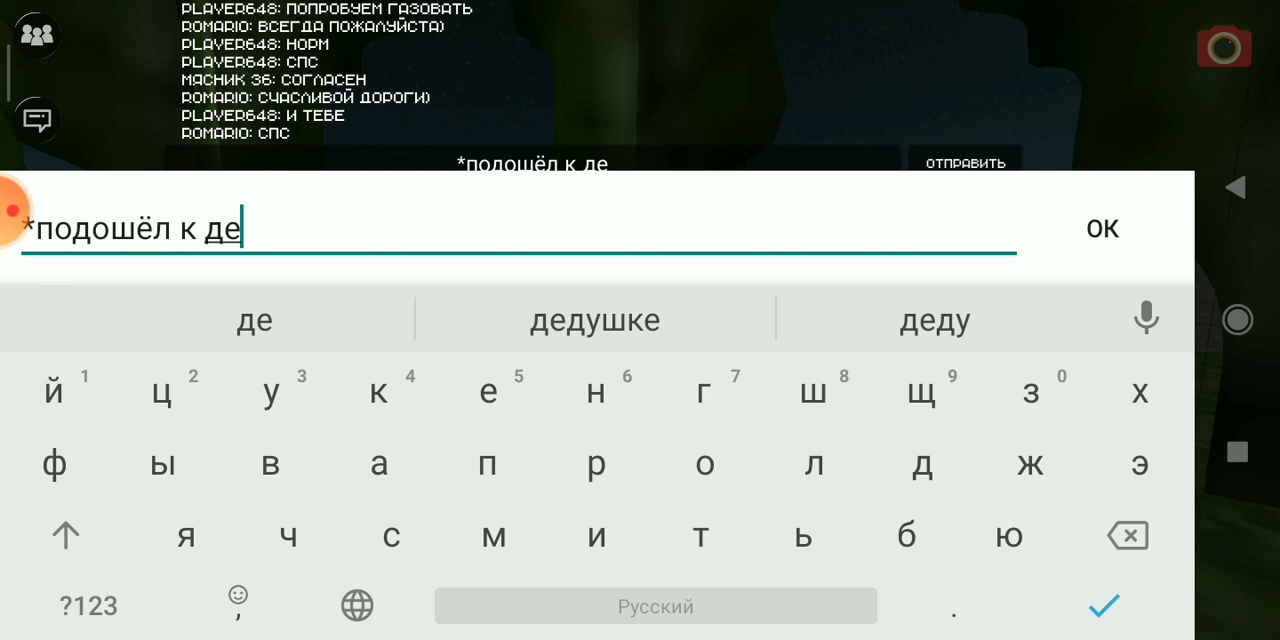 PLAYER648: ПОПРОБУЕМ ГАЗОВАТЬ
ROMARIO: ВСЕГДА ПОЖАЛУЙСТА)
PLAYER648: НОРМ
PLAYER648: СПС
МЯСНИК 36: СОГЛАСЕН
ROMARIO: СЧАСЛИВОЙ ДОРОГИ)
PLAYER648: И ТЕБЕ
ROMARIO: СПС
*подошёл к де ОТПРАВИТЬ
*подошёл к де ОК
де дедушке деду
й 1 ц 2 у 3 к 4 е 5 н 6 г 7 ш 8 щ 9 з 0 х
ф ы в а п р о л д ж э
я ч с м и т ь б ю
?123 , Русский .